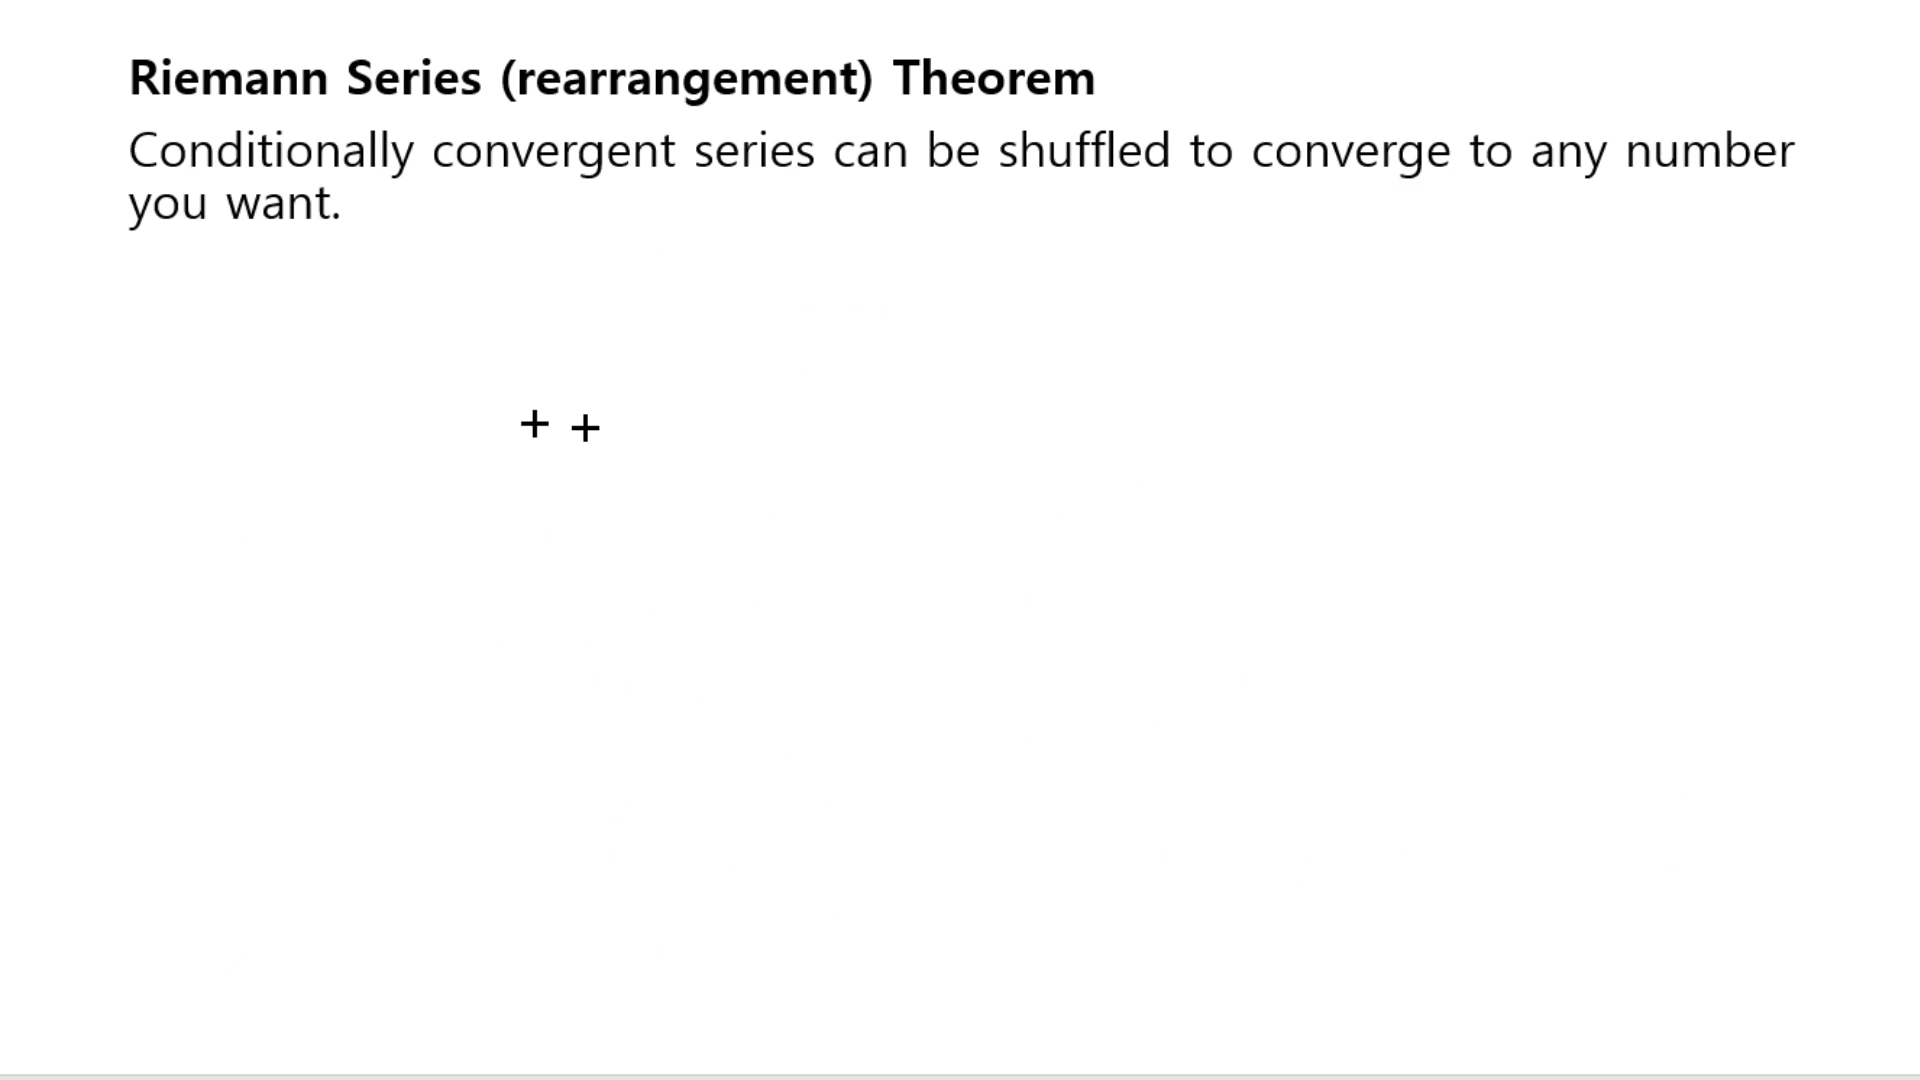 Riemann Series (rearrangement) Theorem
Conditionally convergent series can be shuffled to converge to any number
you want.
+ +